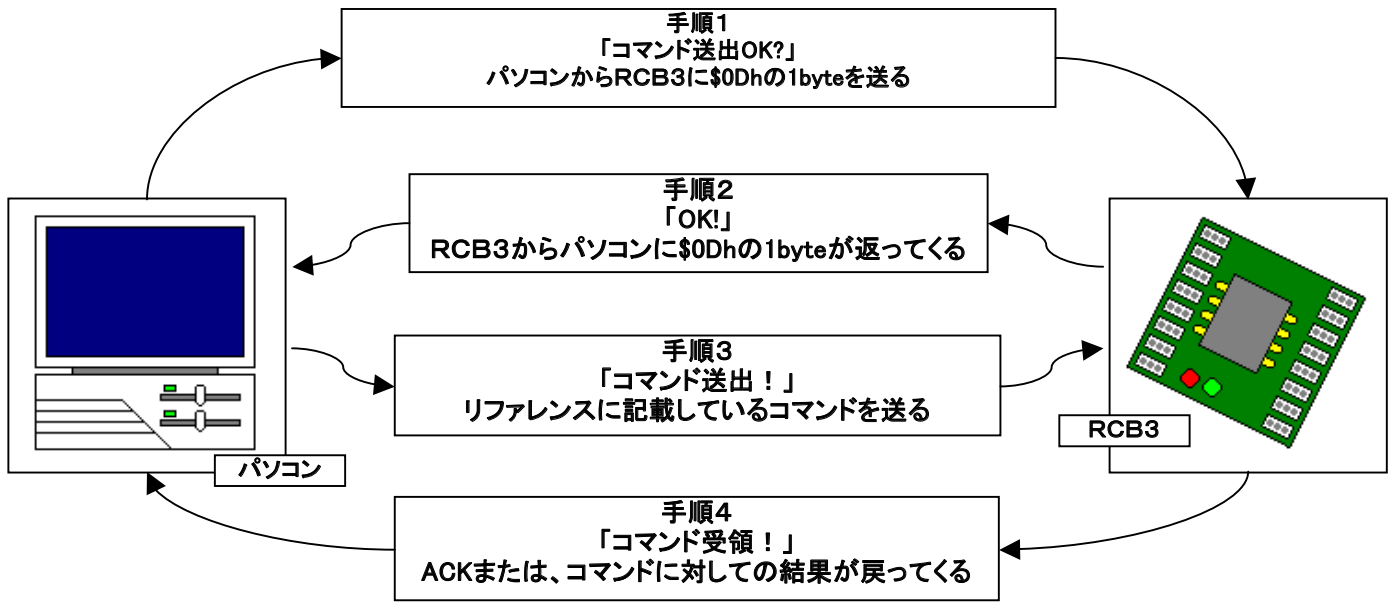 手順１
「コマンド送出OK?」
パソコンからＲＣＢ３に$0Dhの1byteを送る
手順２
「OK!」
ＲＣＢ３からパソコンに$0Dhの1byteが返ってくる
手順３
「コマンド送出！」
リファレンスに記載しているコマンドを送る
ＲＣＢ３
パソコン
手順４
「コマンド受領！」
ACKまたは、コマンドに対しての結果が戻ってくる